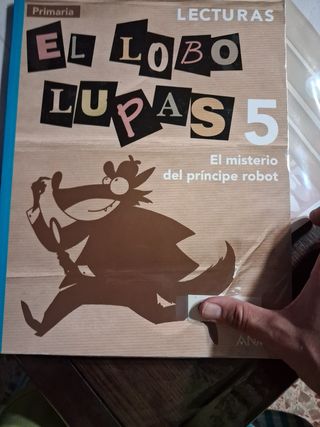 Primaria
LECTURAS
EL LOBO
LUPAS 5
El misterio
del príncipe robot